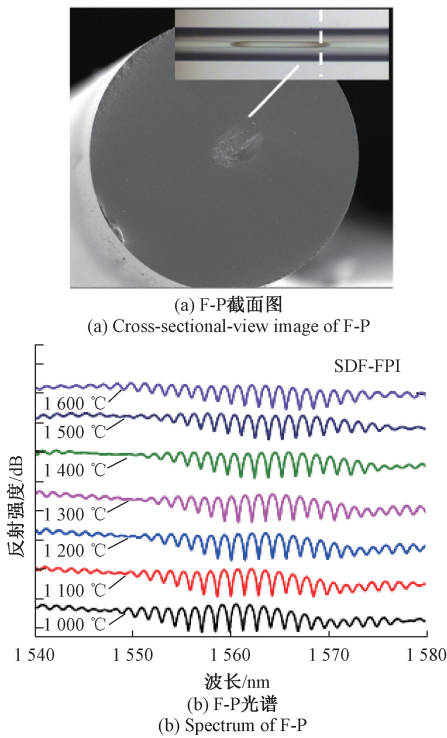 (a) F-P截面图
(a) Cross-sectional-view image of F-P
SDF-FPI
1 600 ℃
1 500 ℃
1 400 ℃
1 300 ℃
1 200 ℃
1 100 ℃
1 000 ℃
反射强度/dB
1 540 1 550 1 560 1 570 1 580
波长/nm
(b) F-P光谱
(b) Spectrum of F-P